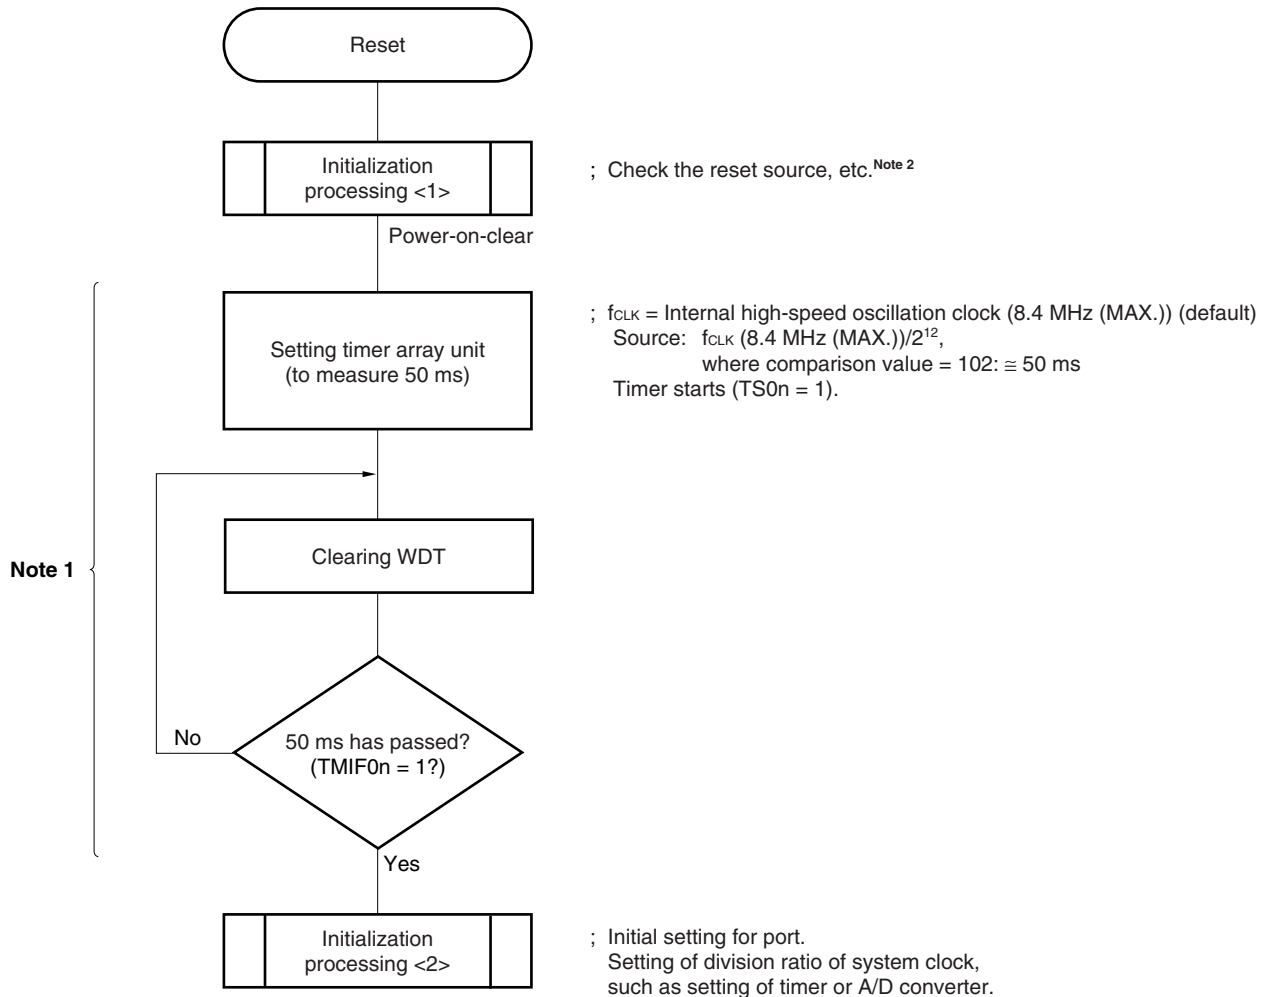 Reset
Initialization
processing <1>
; Check the reset source, etc.Note 2
Power-on-clear
Setting timer array unit
(to measure 50 ms)
; fCLK = Internal high-speed oscillation clock (8.4 MHz (MAX.)) (default)
Source: fCLK (8.4 MHz (MAX.))/2¹²,
where comparison value = 102: ≅ 50 ms
Timer starts (TS0n = 1).
Clearing WDT
Note 1
No
50 ms has passed?
(TMIF0n = 1?)
Yes
Initialization
processing <2>
; Initial setting for port.
Setting of division ratio of system clock,
such as setting of timer or A/D converter.